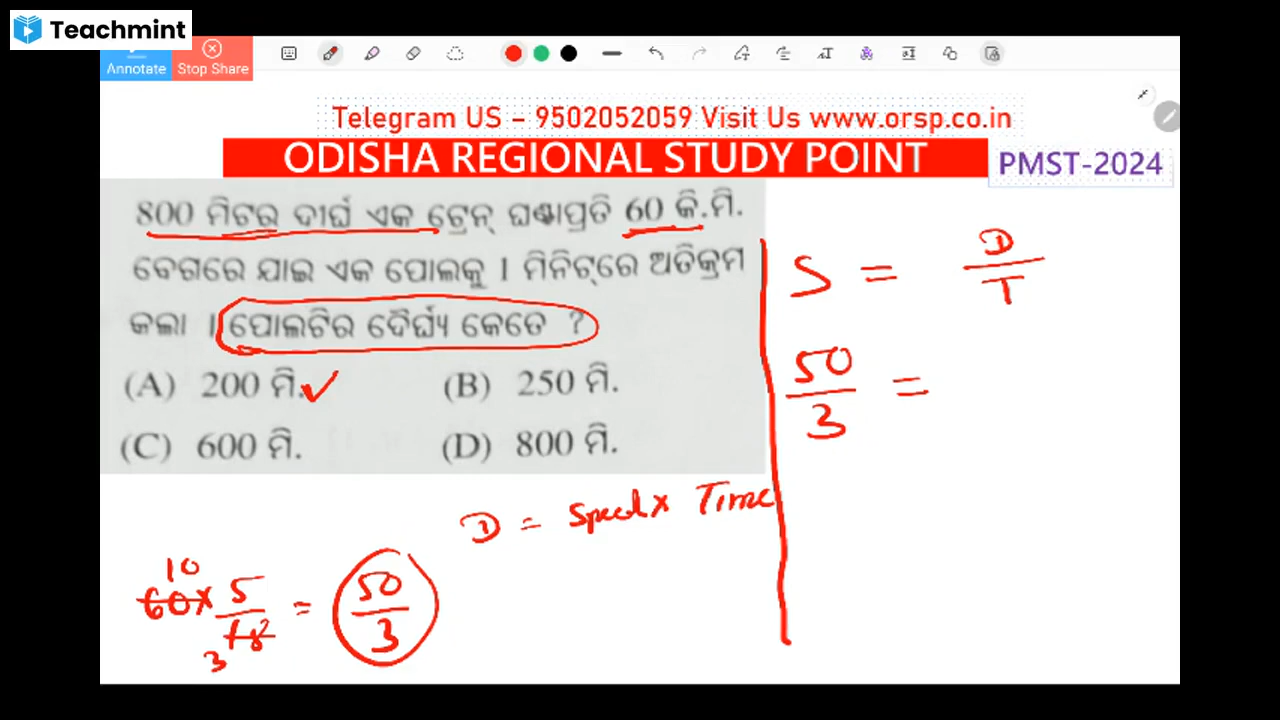 Teachmint
Annotate
Stop Share
Telegram US – 9502052059 Visit Us www.orsp.co.in
ODISHA REGIONAL STUDY POINT
PMST-2024
800 ମିଟର ଦୀର୍ଘ ଏକ ଟ୍ରେନ୍ ଘଣ୍ଟାପ୍ରତି 60 କି.ମି.
ବେଗରେ ଯାଇ ଏକ ପୋଲକୁ 1 ମିନିଟ୍‌ରେ ଅତିକ୍ରମ
କଲା । ପୋଲଟିର ଦୈର୍ଘ୍ୟ କେତେ ?
(A) 200 ମି. (B) 250 ମି.
(C) 600 ମି. (D) 800 ମି.
S = D/T
50/3 =
D = Speed x Time
10
60 x 5/18 = 50/3
3